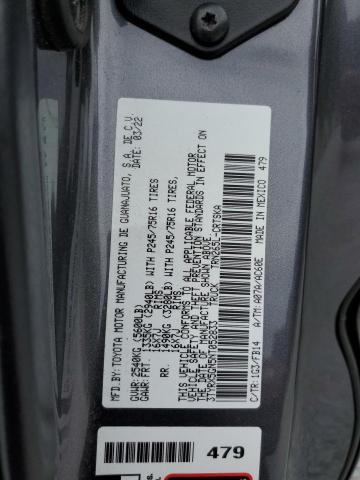 MFD.BY:TOYOTA MOTOR MANUFACTURING DE GUANAJUATO, S.A. DE C.V.
DATE: 03/22
GVWR: 2540KG (5600LB)
GAWR: FRT. 1335KG (2940LB) WITH P245/75R16 TIRES
16X7J RIMS
RR. 1490KG (3280LB) WITH P245/75R16 TIRES,
16X7J RIMS,
THIS VEHICLE CONFORMS TO ALL APPLICABLE FEDERAL MOTOR
VEHICLE SAFETY AND THEFT PREVENTION STANDARDS IN EFFECT ON
THE DATE OF MANUFACTURE SHOWN ABOVE.
TRUCK TRN265L-CRTSKA
C/TR:1G3/FB14 A/TM:A07A/AC60E MADE IN MEXICO 479
479